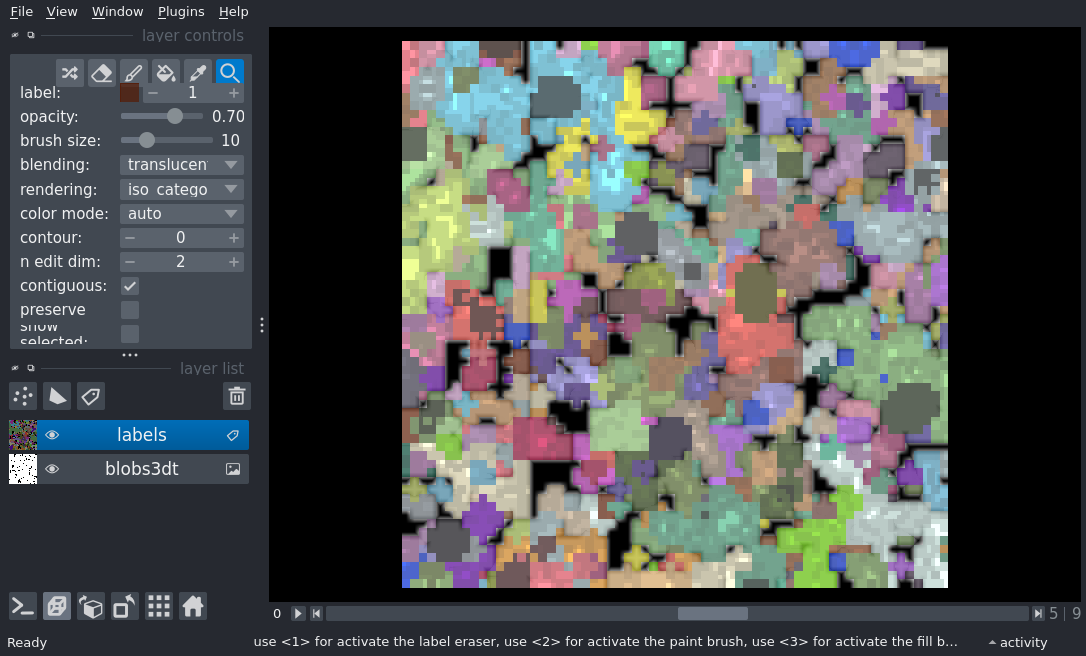 File View Window Plugins Help
layer controls
label: 1
opacity: 0.70
brush size: 10
blending: translucen
rendering: iso_catego
color mode: auto
contour: 0
n edit dim: 2
contiguous:
preserve
show
selected:
layer list
labels
blobs3dt
0 5 | 9
Ready use <1> for activate the label eraser, use <2> for activate the paint brush, use <3> for activate the fill b... activity